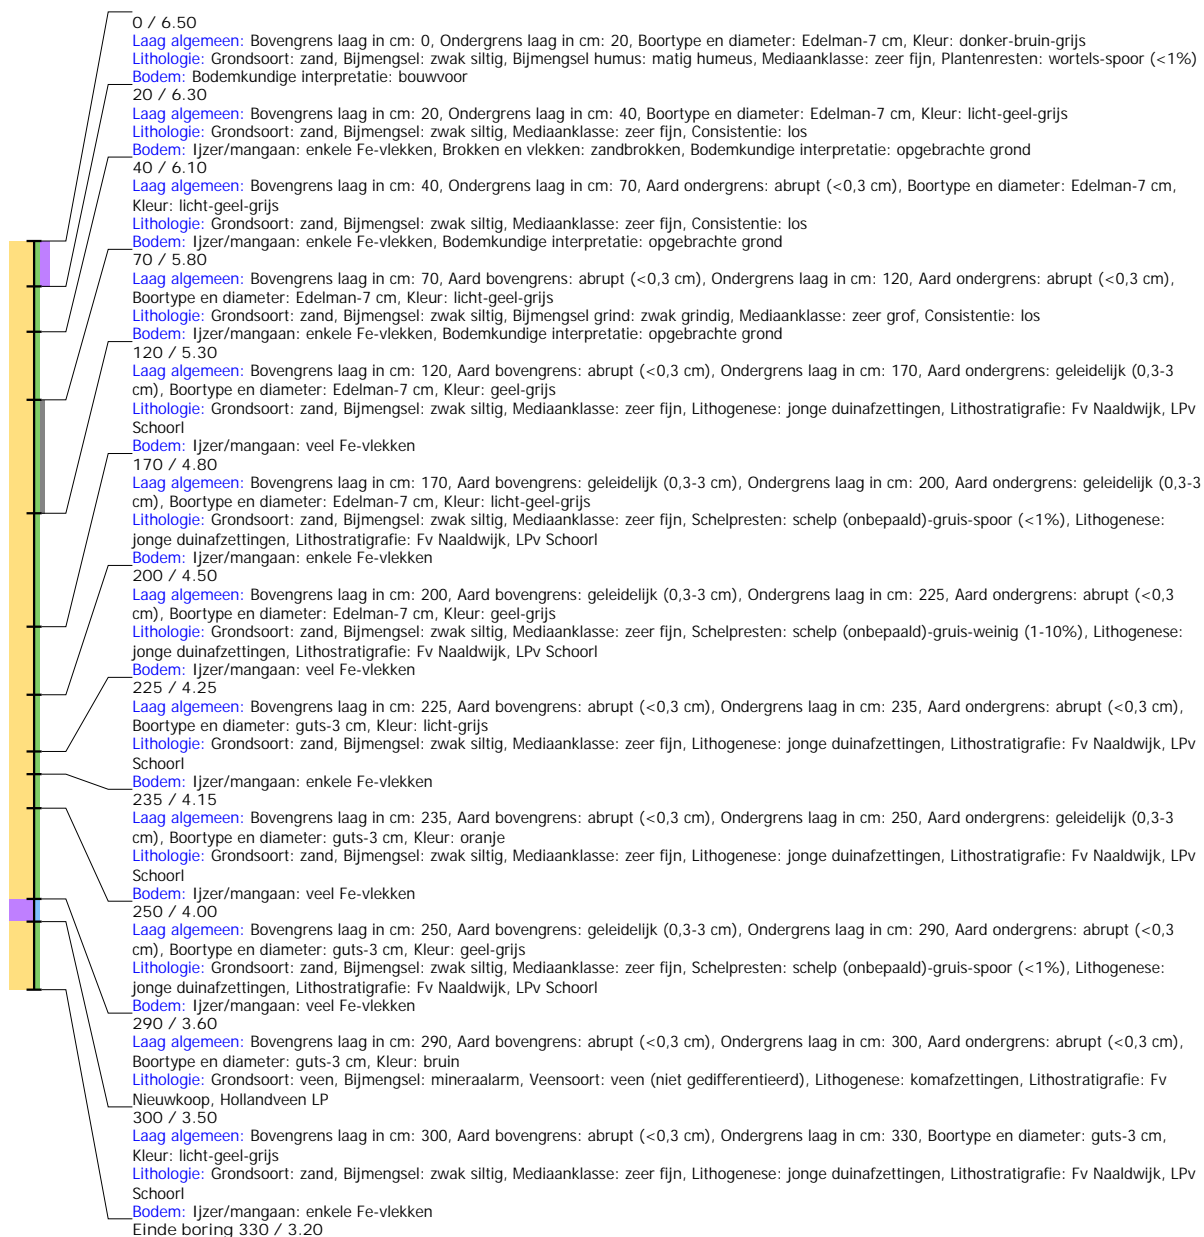 0 / 6.50
Laag algemeen: Bovengrens laag in cm: 0, Ondergrens laag in cm: 20, Boortype en diameter: Edelman-7 cm, Kleur: donker-bruin-grijs
Lithologie: Grondsoort: zand, Bijmengsel: zwak siltig, Bijmengsel humus: matig humeus, Mediaanklasse: zeer fijn, Plantenresten: wortels-spoor (<1%)
Bodem: Bodemkundige interpretatie: bouwvoor
20 / 6.30
Laag algemeen: Bovengrens laag in cm: 20, Ondergrens laag in cm: 40, Boortype en diameter: Edelman-7 cm, Kleur: licht-geel-grijs
Lithologie: Grondsoort: zand, Bijmengsel: zwak siltig, Mediaanklasse: zeer fijn, Consistentie: los
Bodem: Ijzer/mangaan: enkele Fe-vlekken, Brokken en vlekken: zandbrokken, Bodemkundige interpretatie: opgebrachte grond
40 / 6.10
Laag algemeen: Bovengrens laag in cm: 40, Ondergrens laag in cm: 70, Aard ondergrens: abrupt (<0,3 cm), Boortype en diameter: Edelman-7 cm,
Kleur: licht-geel-grijs
Lithologie: Grondsoort: zand, Bijmengsel: zwak siltig, Mediaanklasse: zeer fijn, Consistentie: los
Bodem: Ijzer/mangaan: enkele Fe-vlekken, Bodemkundige interpretatie: opgebrachte grond
70 / 5.80
Laag algemeen: Bovengrens laag in cm: 70, Aard bovengrens: abrupt (<0,3 cm), Ondergrens laag in cm: 120, Aard ondergrens: abrupt (<0,3 cm),
Boortype en diameter: Edelman-7 cm, Kleur: licht-geel-grijs
Lithologie: Grondsoort: zand, Bijmengsel: zwak siltig, Bijmengsel grind: zwak grindig, Mediaanklasse: zeer grof, Consistentie: los
Bodem: Ijzer/mangaan: enkele Fe-vlekken, Bodemkundige interpretatie: opgebrachte grond
120 / 5.30
Laag algemeen: Bovengrens laag in cm: 120, Aard bovengrens: abrupt (<0,3 cm), Ondergrens laag in cm: 170, Aard ondergrens: geleidelijk (0,3-3
cm), Boortype en diameter: Edelman-7 cm, Kleur: geel-grijs
Lithologie: Grondsoort: zand, Bijmengsel: zwak siltig, Mediaanklasse: zeer fijn, Lithogenese: jonge duinafzettingen, Lithostratigrafie: Fv Naaldwijk, LPv
Schoorl
Bodem: Ijzer/mangaan: veel Fe-vlekken
170 / 4.80
Laag algemeen: Bovengrens laag in cm: 170, Aard bovengrens: geleidelijk (0,3-3 cm), Ondergrens laag in cm: 200, Aard ondergrens: geleidelijk (0,3-3
cm), Boortype en diameter: Edelman-7 cm, Kleur: licht-geel-grijs
Lithologie: Grondsoort: zand, Bijmengsel: zwak siltig, Mediaanklasse: zeer fijn, Schelpresten: schelp (onbepaald)-gruis-spoor (<1%), Lithogenese:
jonge duinafzettingen, Lithostratigrafie: Fv Naaldwijk, LPv Schoorl
Bodem: Ijzer/mangaan: enkele Fe-vlekken
200 / 4.50
Laag algemeen: Bovengrens laag in cm: 200, Aard bovengrens: geleidelijk (0,3-3 cm), Ondergrens laag in cm: 225, Aard ondergrens: abrupt (<0,3
cm), Boortype en diameter: Edelman-7 cm, Kleur: geel-grijs
Lithologie: Grondsoort: zand, Bijmengsel: zwak siltig, Mediaanklasse: zeer fijn, Schelpresten: schelp (onbepaald)-gruis-weinig (1-10%), Lithogenese:
jonge duinafzettingen, Lithostratigrafie: Fv Naaldwijk, LPv Schoorl
Bodem: Ijzer/mangaan: veel Fe-vlekken
225 / 4.25
Laag algemeen: Bovengrens laag in cm: 225, Aard bovengrens: abrupt (<0,3 cm), Ondergrens laag in cm: 235, Aard ondergrens: abrupt (<0,3 cm),
Boortype en diameter: guts-3 cm, Kleur: licht-grijs
Lithologie: Grondsoort: zand, Bijmengsel: zwak siltig, Mediaanklasse: zeer fijn, Lithogenese: jonge duinafzettingen, Lithostratigrafie: Fv Naaldwijk, LPv
Schoorl
Bodem: Ijzer/mangaan: enkele Fe-vlekken
235 / 4.15
Laag algemeen: Bovengrens laag in cm: 235, Aard bovengrens: abrupt (<0,3 cm), Ondergrens laag in cm: 250, Aard ondergrens: geleidelijk (0,3-3
cm), Boortype en diameter: guts-3 cm, Kleur: oranje
Lithologie: Grondsoort: zand, Bijmengsel: zwak siltig, Mediaanklasse: zeer fijn, Lithogenese: jonge duinafzettingen, Lithostratigrafie: Fv Naaldwijk, LPv
Schoorl
Bodem: Ijzer/mangaan: veel Fe-vlekken
250 / 4.00
Laag algemeen: Bovengrens laag in cm: 250, Aard bovengrens: geleidelijk (0,3-3 cm), Ondergrens laag in cm: 290, Aard ondergrens: abrupt (<0,3
cm), Boortype en diameter: guts-3 cm, Kleur: geel-grijs
Lithologie: Grondsoort: zand, Bijmengsel: zwak siltig, Mediaanklasse: zeer fijn, Schelpresten: schelp (onbepaald)-gruis-spoor (<1%), Lithogenese:
jonge duinafzettingen, Lithostratigrafie: Fv Naaldwijk, LPv Schoorl
Bodem: Ijzer/mangaan: veel Fe-vlekken
290 / 3.60
Laag algemeen: Bovengrens laag in cm: 290, Aard bovengrens: abrupt (<0,3 cm), Ondergrens laag in cm: 300, Aard ondergrens: abrupt (<0,3 cm),
Boortype en diameter: guts-3 cm, Kleur: bruin
Lithologie: Grondsoort: veen, Bijmengsel: mineraalarm, Veensoort: veen (niet gedifferentieerd), Lithogenese: komafzettingen, Lithostratigrafie: Fv
Nieuwkoop, Hollandveen LP
300 / 3.50
Laag algemeen: Bovengrens laag in cm: 300, Aard bovengrens: abrupt (<0,3 cm), Ondergrens laag in cm: 330, Boortype en diameter: guts-3 cm,
Kleur: licht-geel-grijs
Lithologie: Grondsoort: zand, Bijmengsel: zwak siltig, Mediaanklasse: zeer fijn, Lithogenese: jonge duinafzettingen, Lithostratigrafie: Fv Naaldwijk, LPv
Schoorl
Bodem: Ijzer/mangaan: enkele Fe-vlekken
Einde boring 330 / 3.20